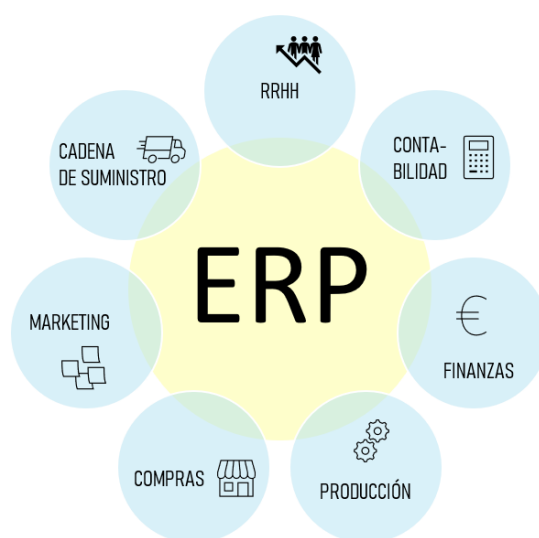 RRHH
CONTA-
BILIDAD
CADENA
DE SUMINISTRO
ERP
MARKETING
€
FINANZAS
COMPRAS
PRODUCCIÓN